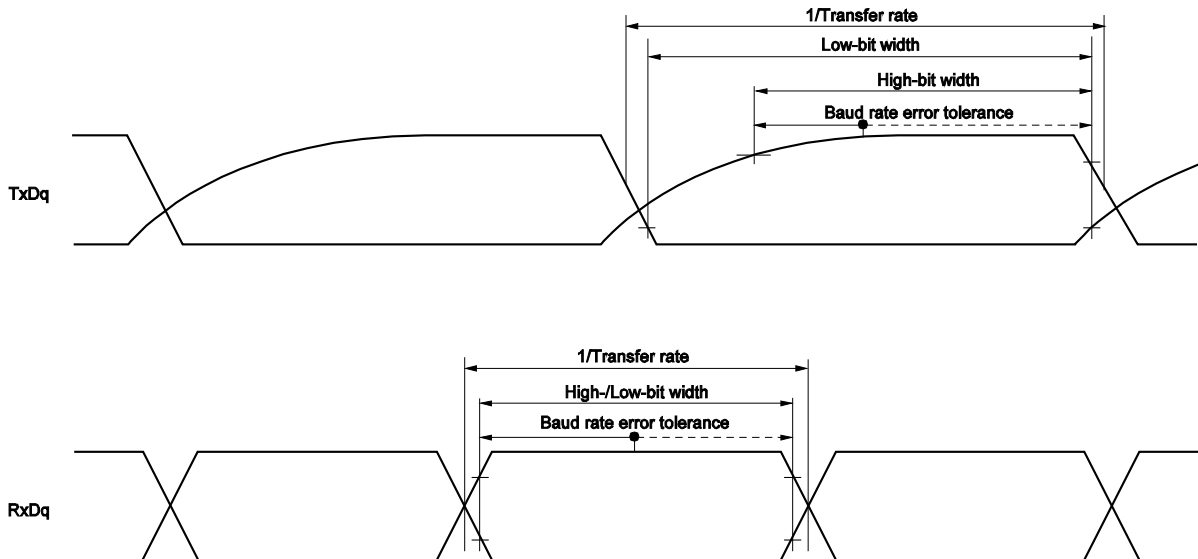 1/Transfer rate
Low-bit width
High-bit width
Baud rate error tolerance
TxDq
1/Transfer rate
High-/Low-bit width
Baud rate error tolerance
RxDq